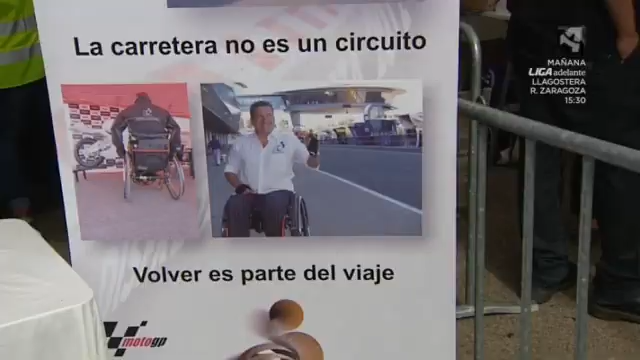 La carretera no es un circuito
MAÑANA
LIGA adelante
LLAGOSTERA
R. ZARAGOZA
15:30
Volver es parte del viaje
motogp